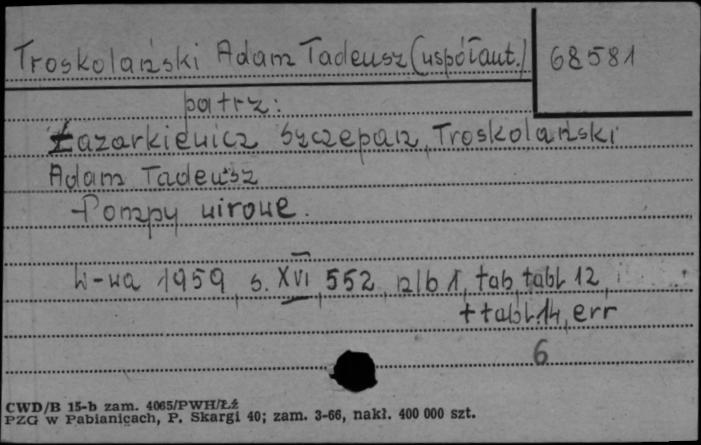 Troskolański Adam Tadeusz (współaut.) 68581
patrz:
Łazarkiewicz Szczepan, Troskolański
Adam Tadeusz
Pompy wirowe.
W-wa 1959, s. XVI, 552, nlb 1, tab, tabl 12,
+ tabl.14, err
6
CWD/B 15-b zam. 4065/PWH/ŁŻ
PZG w Pabianicach, P. Skargi 40; zam. 3-66, nakł. 400 000 szt.